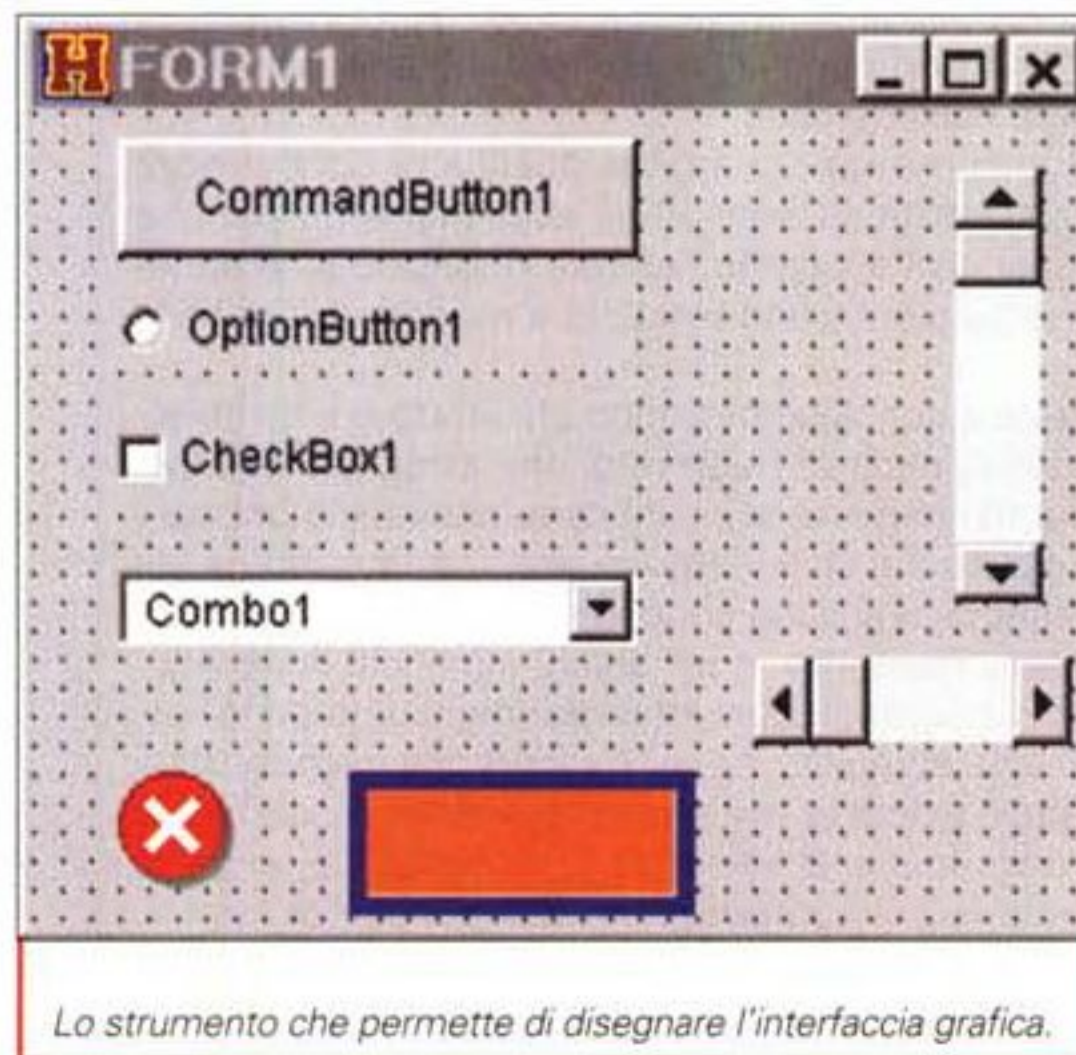 H FORM1
CommandButton1
OptionButton1
CheckBox1
Combo1
Lo strumento che permette di disegnare l'interfaccia grafica.